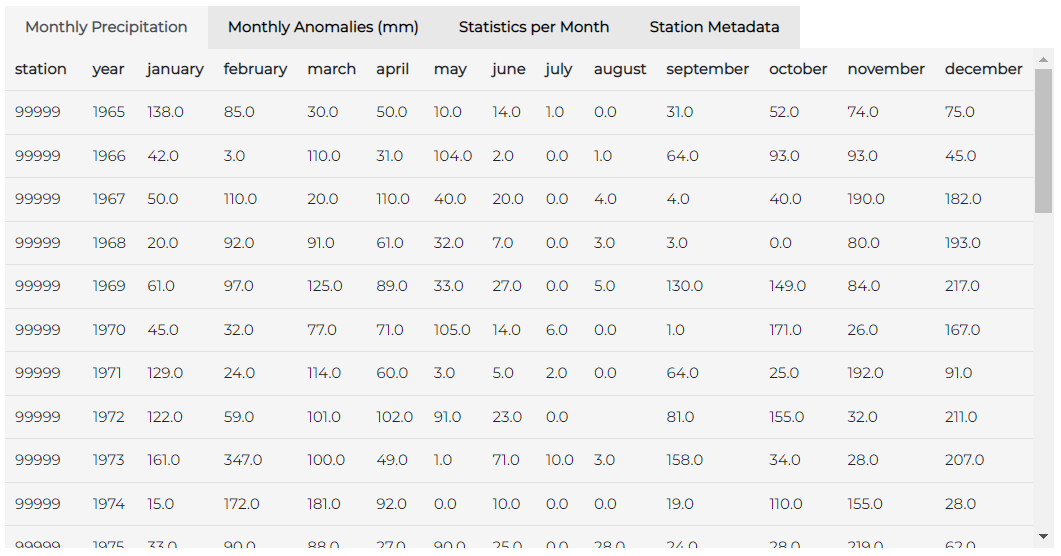 Monthly Precipitation Monthly Anomalies (mm) Statistics per Month Station Metadata
station year january february march april may june july august september october november december
99999 1965 138.0 85.0 30.0 50.0 10.0 14.0 1.0 0.0 31.0 52.0 74.0 75.0
99999 1966 42.0 3.0 110.0 31.0 104.0 2.0 0.0 1.0 64.0 93.0 93.0 45.0
99999 1967 50.0 110.0 20.0 110.0 40.0 20.0 0.0 4.0 4.0 40.0 190.0 182.0
99999 1968 20.0 92.0 91.0 61.0 32.0 7.0 0.0 3.0 3.0 0.0 80.0 193.0
99999 1969 61.0 97.0 125.0 89.0 33.0 27.0 0.0 5.0 130.0 149.0 84.0 217.0
99999 1970 45.0 32.0 77.0 71.0 105.0 14.0 6.0 0.0 1.0 171.0 26.0 167.0
99999 1971 129.0 24.0 114.0 60.0 3.0 5.0 2.0 0.0 64.0 25.0 192.0 91.0
99999 1972 122.0 59.0 101.0 102.0 91.0 23.0 0.0 81.0 155.0 32.0 211.0
99999 1973 161.0 347.0 100.0 49.0 1.0 71.0 10.0 3.0 158.0 34.0 28.0 207.0
99999 1974 15.0 172.0 181.0 92.0 0.0 10.0 0.0 0.0 19.0 110.0 155.0 28.0
99999 1975 33.0 90.0 88.0 27.0 90.0 25.0 0.0 28.0 24.0 28.0 219.0 62.0